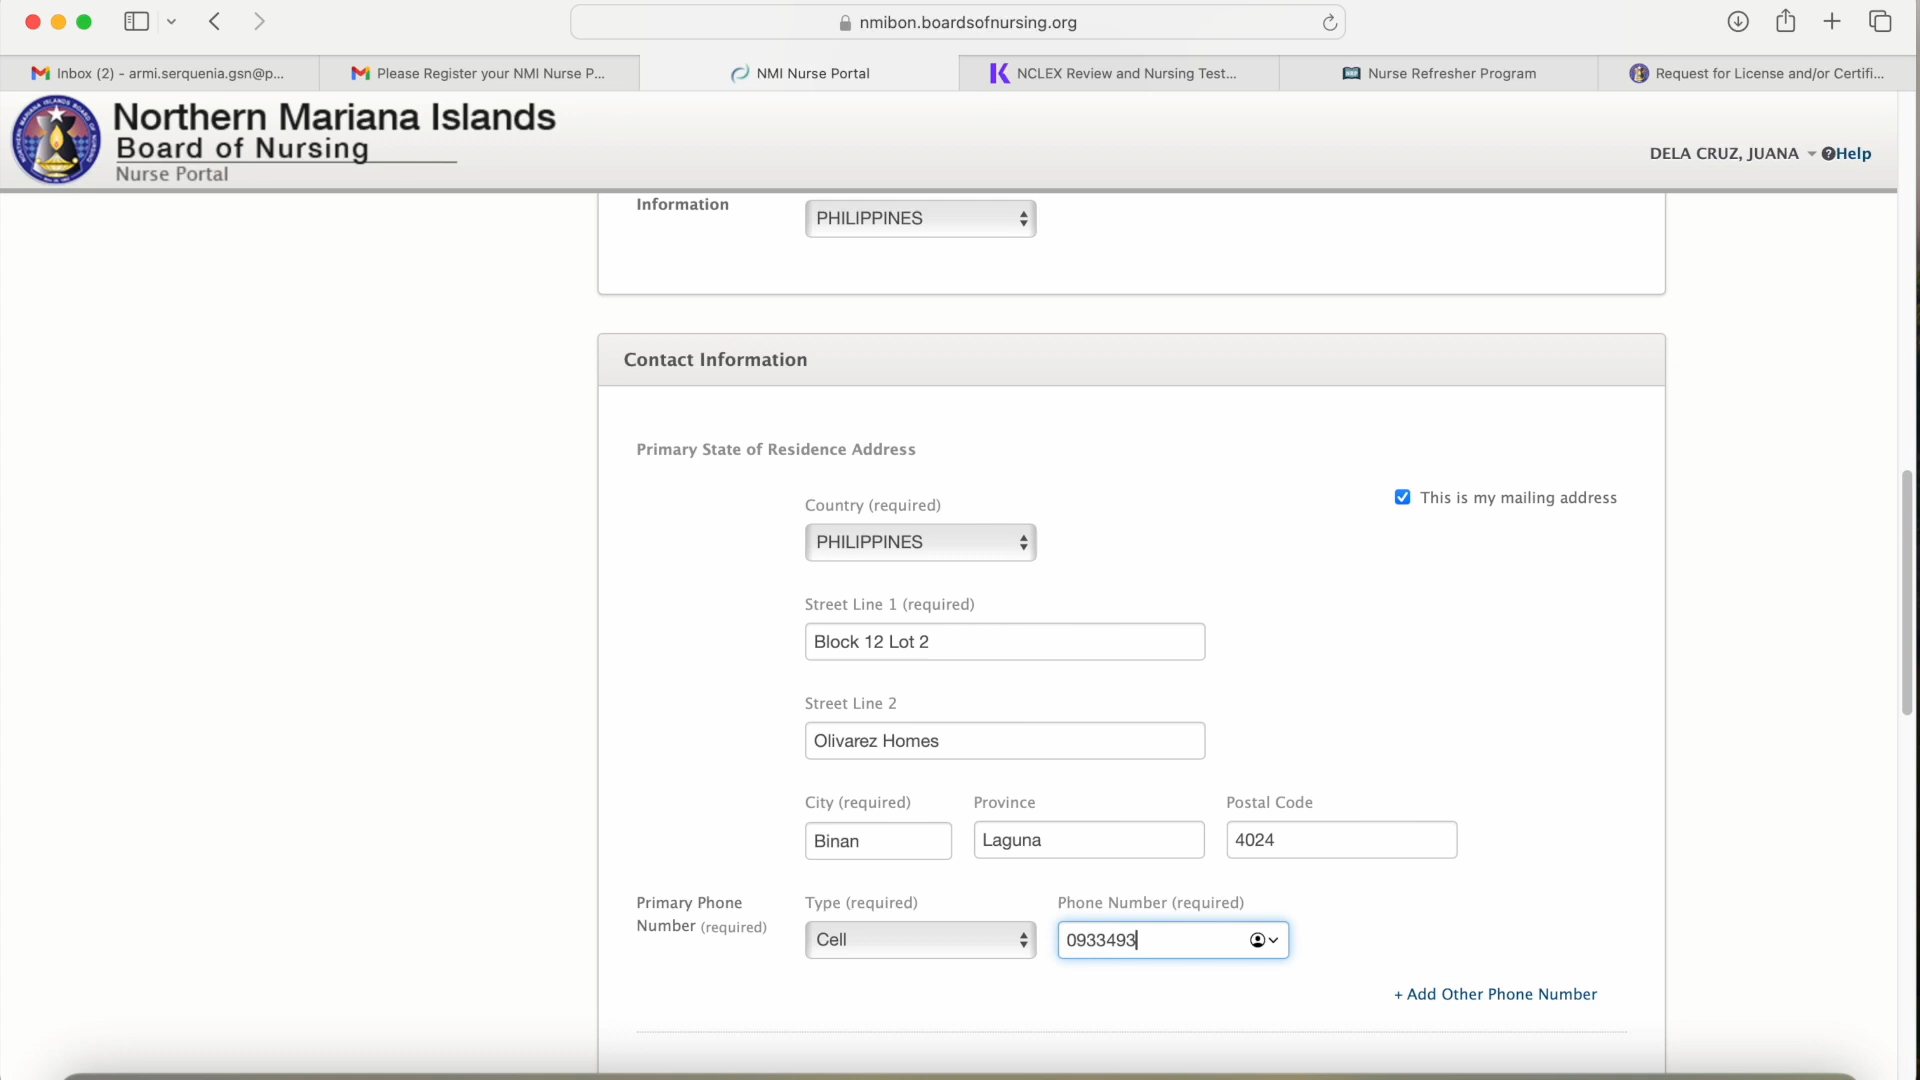 nmibon.boardsofnursing.org
Inbox (2) - armi.serquenia.gsn@p...
Please Register your NMI Nurse P...
NMI Nurse Portal
NCLEX Review and Nursing Test...
Nurse Refresher Program
Request for License and/or Certifi...
Northern Mariana Islands
Board of Nursing
Nurse Portal
DELA CRUZ, JUANA
Help
Information
PHILIPPINES
Contact Information
Primary State of Residence Address
Country (required)
This is my mailing address
PHILIPPINES
Street Line 1 (required)
Block 12 Lot 2
Street Line 2
Olivarez Homes
City (required) Province Postal Code
Binan Laguna 4024
Primary Phone Type (required) Phone Number (required)
Number (required)
Cell 0933493
+ Add Other Phone Number